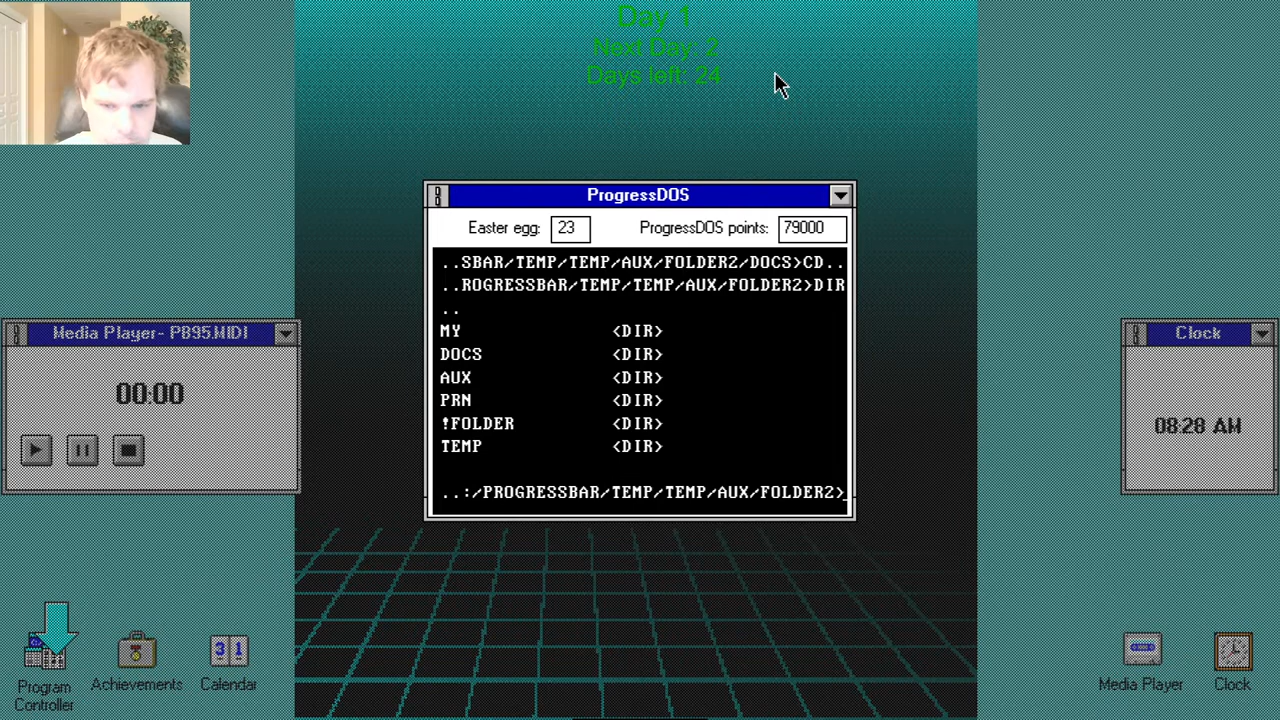 Day 1
Next Day: 2
Days left: 24
ProgressDOS
Easter egg: 23 ProgressDOS points: 79000
..SBAR/TEMP/TEMP/AUX/FOLDER2/DOCS>CD..
..ROGRESSBAR/TEMP/TEMP/AUX/FOLDER2>DIR
..
MY <DIR>
DOCS <DIR>
AUX <DIR>
PRN <DIR>
!FOLDER <DIR>
TEMP <DIR>
..:/PROGRESSBAR/TEMP/TEMP/AUX/FOLDER2>_
Media Player- PB95.MIDI
00:00
Clock
08:28 AM
Program Controller
Achievements
31
Calendar
Media Player
Clock